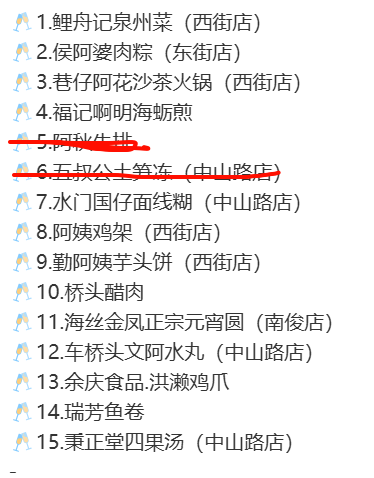 🥂1.鲤舟记泉州菜（西街店）
🥂2.侯阿婆肉粽（东街店）
🥂3.巷仔阿花沙茶火锅（西街店）
🥂4.福记啊明海蛎煎
🥂5.阿秋牛排
🥂6.五叔公土笋冻（中山路店）
🥂7.水门国仔面线糊（中山路店）
🥂8.阿姨鸡架（西街店）
🥂9.勤阿姨芋头饼（西街店）
🥂10.桥头醋肉
🥂11.海丝金凤正宗元宵圆（南俊店）
🥂12.车桥头文阿水丸（中山路店）
🥂13.余庆食品.洪濑鸡爪
🥂14.瑞芳鱼卷
🥂15.秉正堂四果汤（中山路店）
-